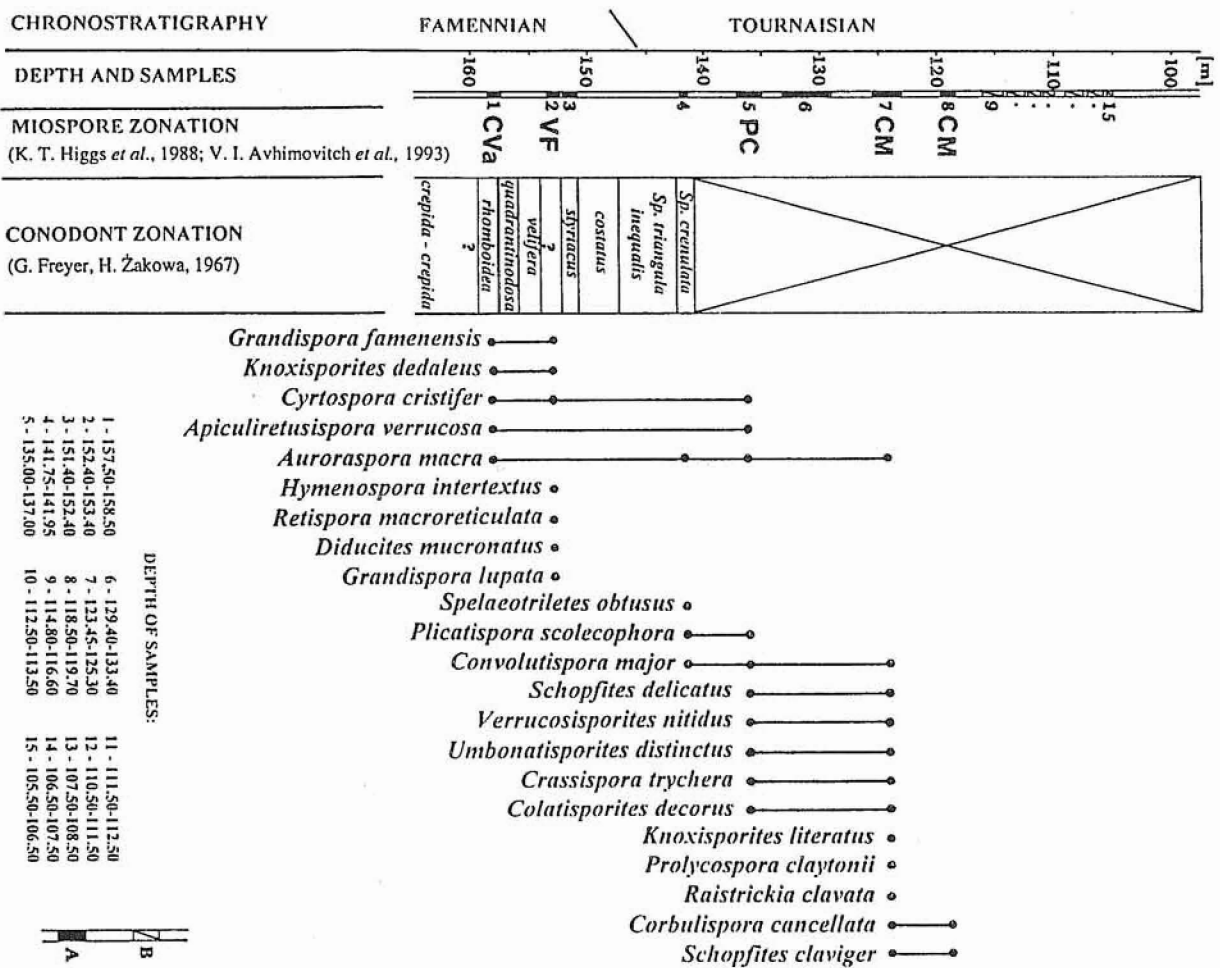 CHRONOSTRATIGRAPHY FAMENNIAN TOURNAISIAN
DEPTH AND SAMPLES 160 150 140 130 120 110 100 [m]
1 2 3 4 5 6 7 8 9 · · · · · 15
MIOSPORE ZONATION CVa VF PC CM CM
(K. T. Higgs et al., 1988; V. I. Avhimovitch et al., 1993)
CONODONT ZONATION
(G. Freyer, H. Żakowa, 1967)
crepida - crepida
?
rhomboidea
quadrantinodosa
velifera
?
styriacus
costatus
Sp. triangula
inequalis
Sp. crenulata
Grandispora famenensis
Knoxisporites dedaleus
Cyrtospora cristifer
Apiculiretusispora verrucosa
Auroraspora macra
Hymenospora intertextus
Retispora macroreticulata
Diducites mucronatus
Grandispora lupata
Spelaeotriletes obtusus
Plicatispora scolecophora
Convolutispora major
Schopfites delicatus
Verrucosisporites nitidus
Umbonatisporites distinctus
Crassispora trychera
Colatisporites decorus
Knoxisporites literatus
Prolycospora claytonii
Raistrickia clavata
Corbulispora cancellata
Schopfites claviger
DEPTH OF SAMPLES:
1 - 157.50-158.50
2 - 152.40-153.40
3 - 151.40-152.40
4 - 141.75-141.95
5 - 135.00-137.00
6 - 129.40-133.40
7 - 123.45-125.30
8 - 118.50-119.70
9 - 114.80-116.60
10 - 112.50-113.50
11 - 111.50-112.50
12 - 110.50-111.50
13 - 107.50-108.50
14 - 106.50-107.50
15 - 105.50-106.50
A
B